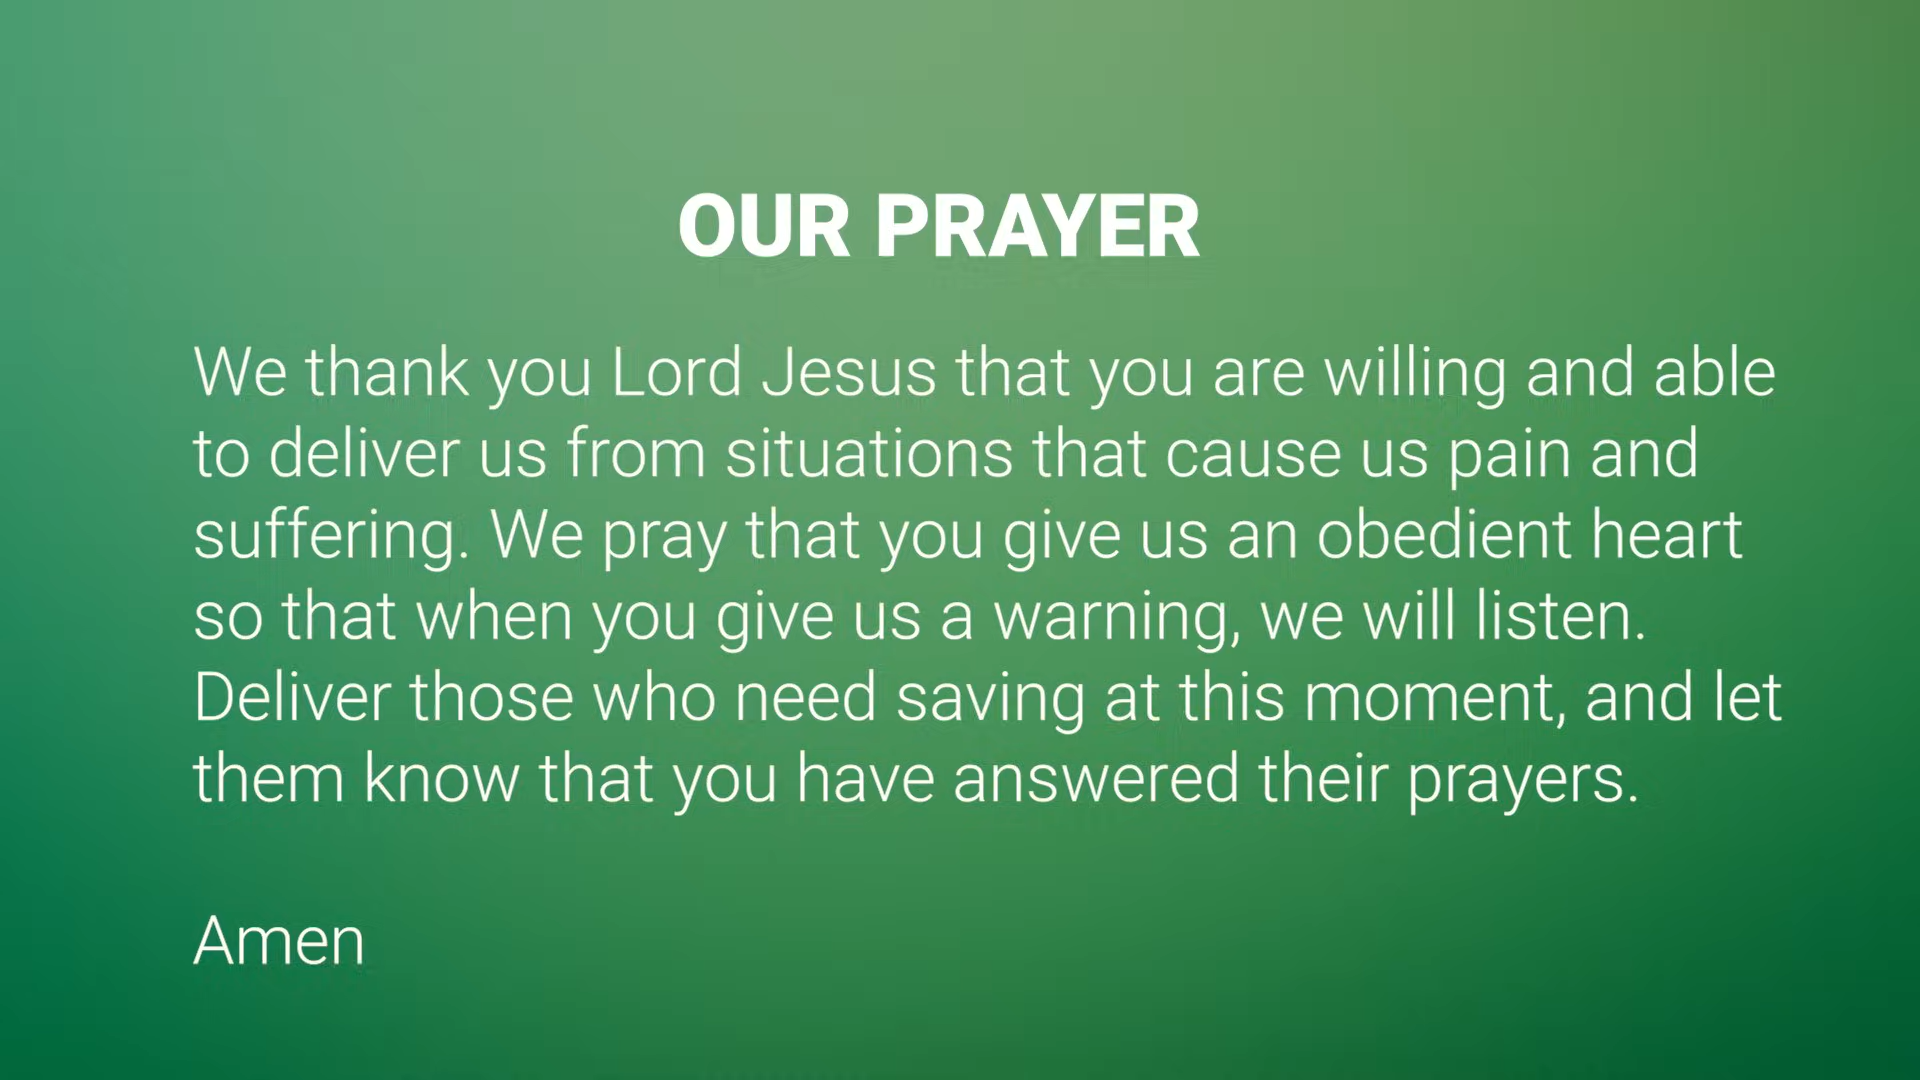 OUR PRAYER
We thank you Lord Jesus that you are willing and able
to deliver us from situations that cause us pain and
suffering. We pray that you give us an obedient heart
so that when you give us a warning, we will listen.
Deliver those who need saving at this moment, and let
them know that you have answered their prayers.
Amen